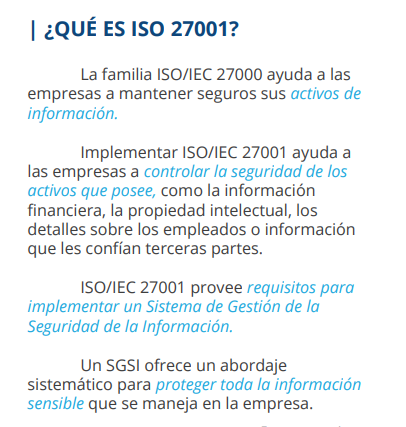 | ¿QUÉ ES ISO 27001?
La familia ISO/IEC 27000 ayuda a las
empresas a mantener seguros sus activos de
información.
Implementar ISO/IEC 27001 ayuda a
las empresas a controlar la seguridad de los
activos que posee, como la información
financiera, la propiedad intelectual, los
detalles sobre los empleados o información
que les confían terceras partes.
ISO/IEC 27001 provee requisitos para
implementar un Sistema de Gestión de la
Seguridad de la Información.
Un SGSI ofrece un abordaje
sistemático para proteger toda la información
sensible que se maneja en la empresa.